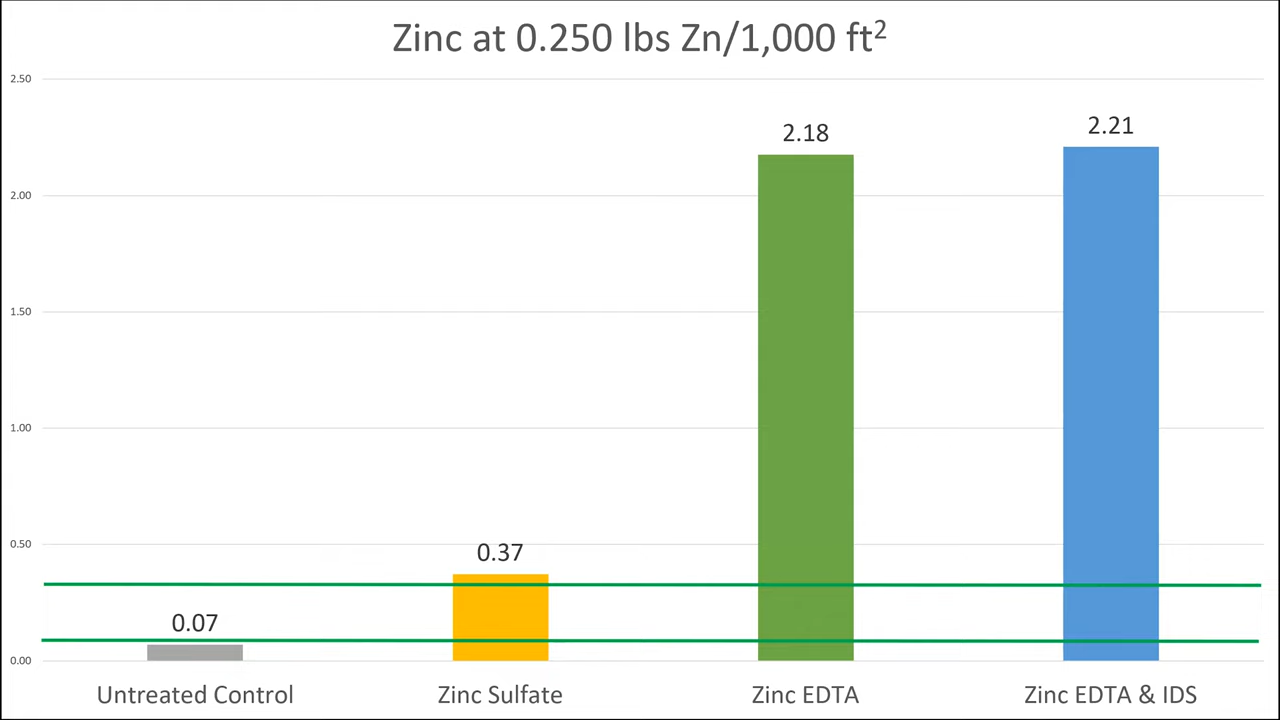 Zinc at 0.250 lbs Zn/1,000 ft²
2.50
2.00
1.50
1.00
0.50
0.00
0.07
0.37
2.18
2.21
Untreated Control
Zinc Sulfate
Zinc EDTA
Zinc EDTA & IDS